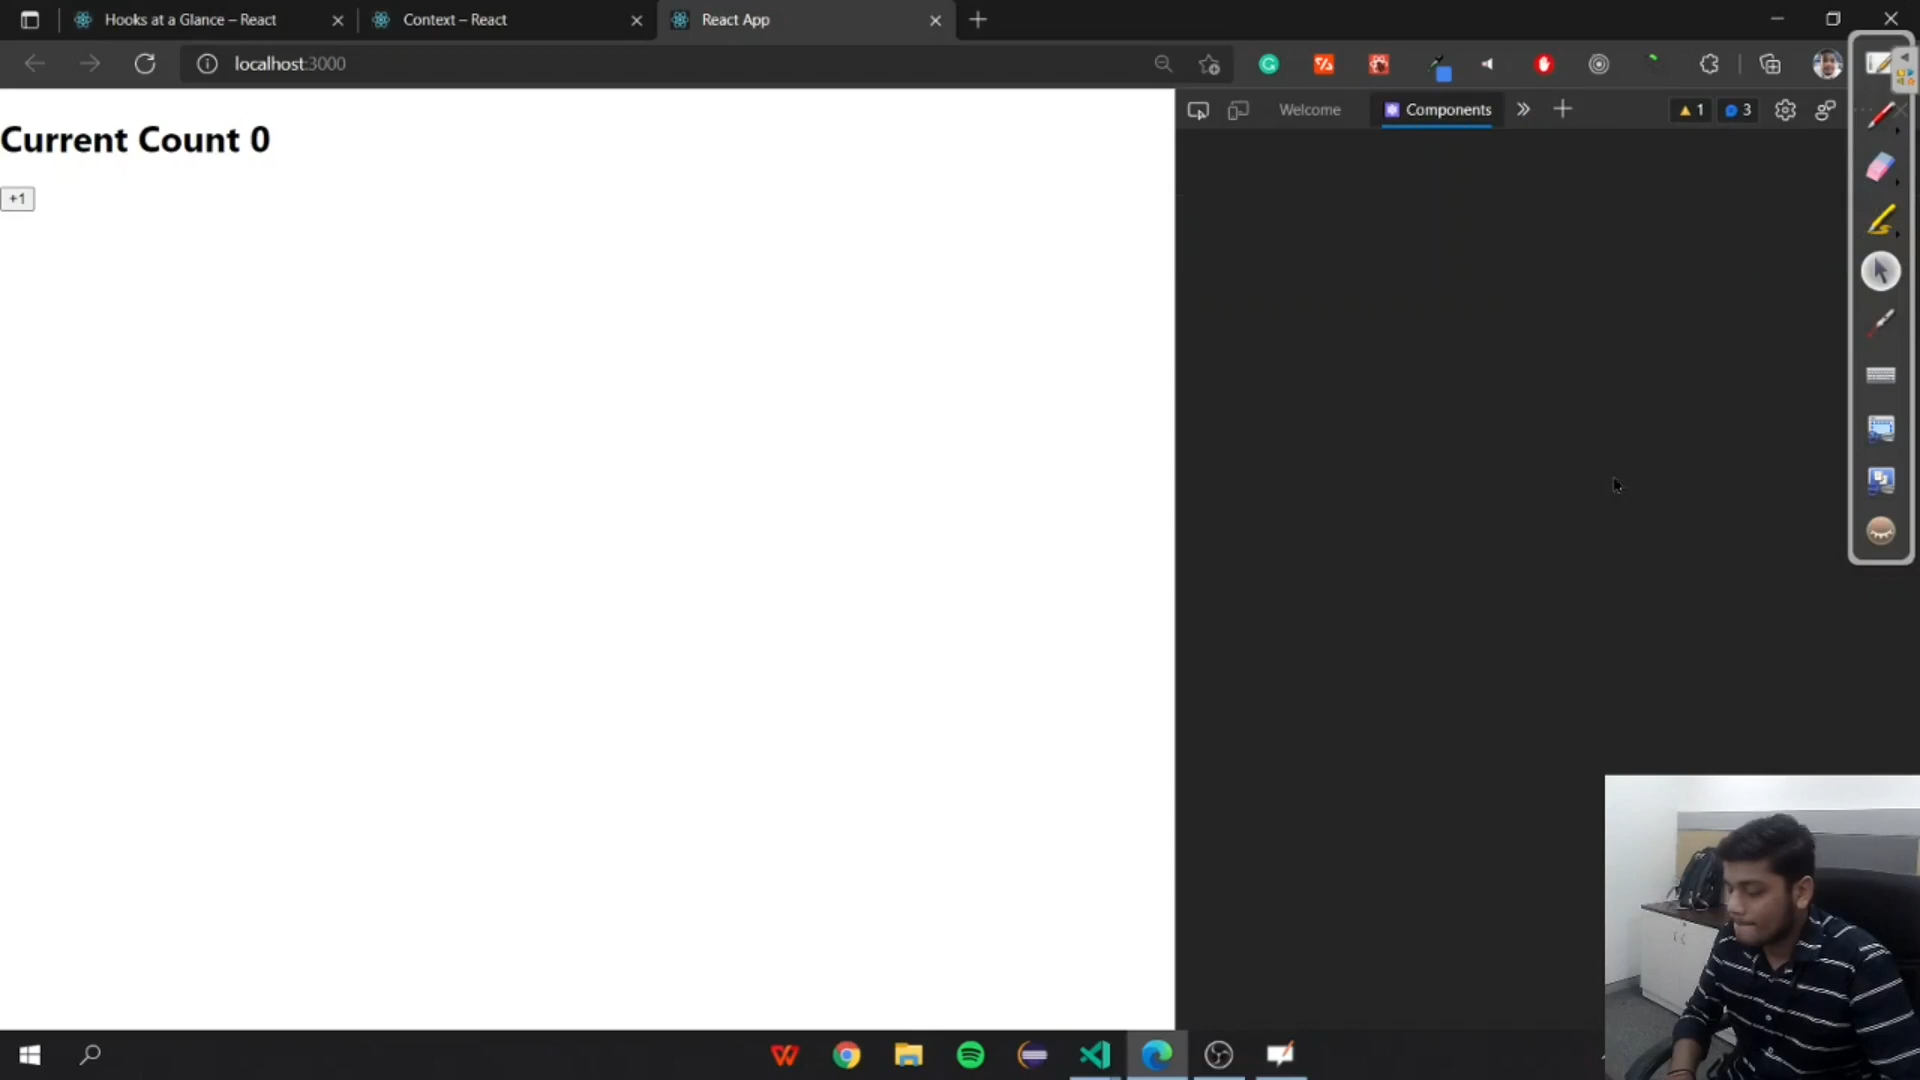 Hooks at a Glance – React
Context – React
React App
localhost:3000
Welcome
Components
1
3
Current Count 0
+1